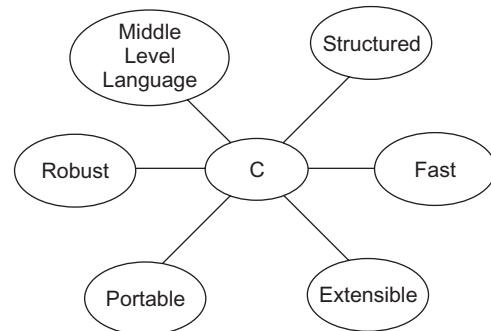 Middle
Level
Language
Structured
Robust
C
Fast
Portable
Extensible